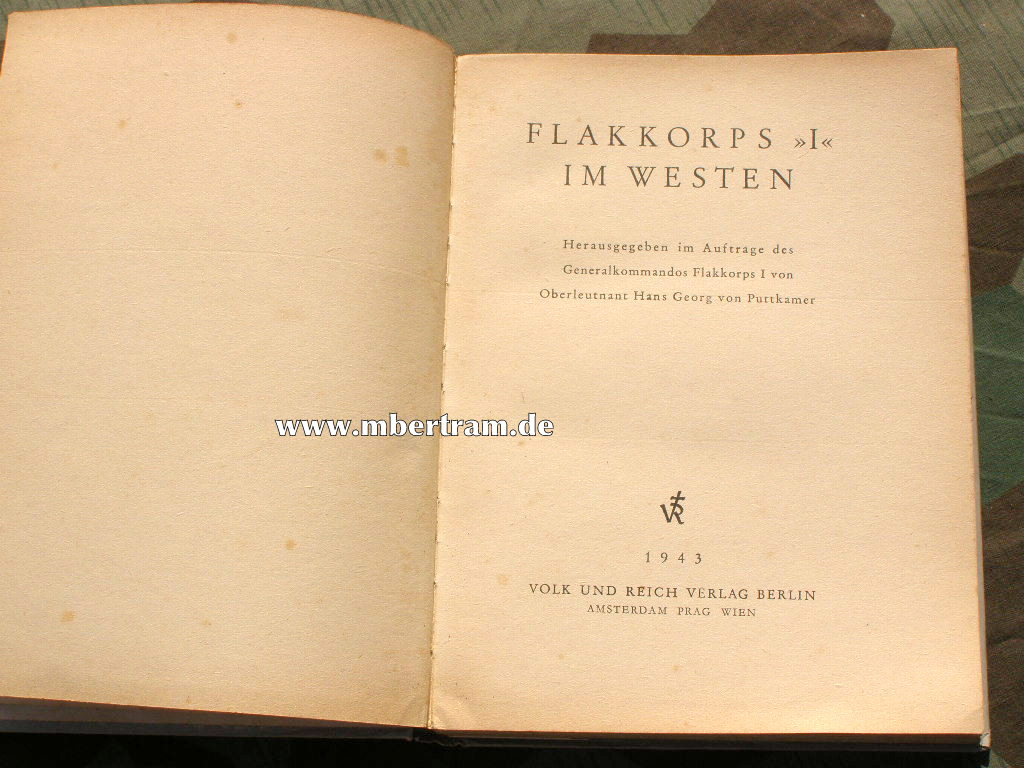 FLAKKORPS »I«
IM WESTEN
Herausgegeben im Auftrage des
Generalkommandos Flakkorps I von
Oberleutnant Hans Georg von Puttkamer
www.mbertram.de
VR
1943
VOLK UND REICH VERLAG BERLIN
AMSTERDAM PRAG WIEN